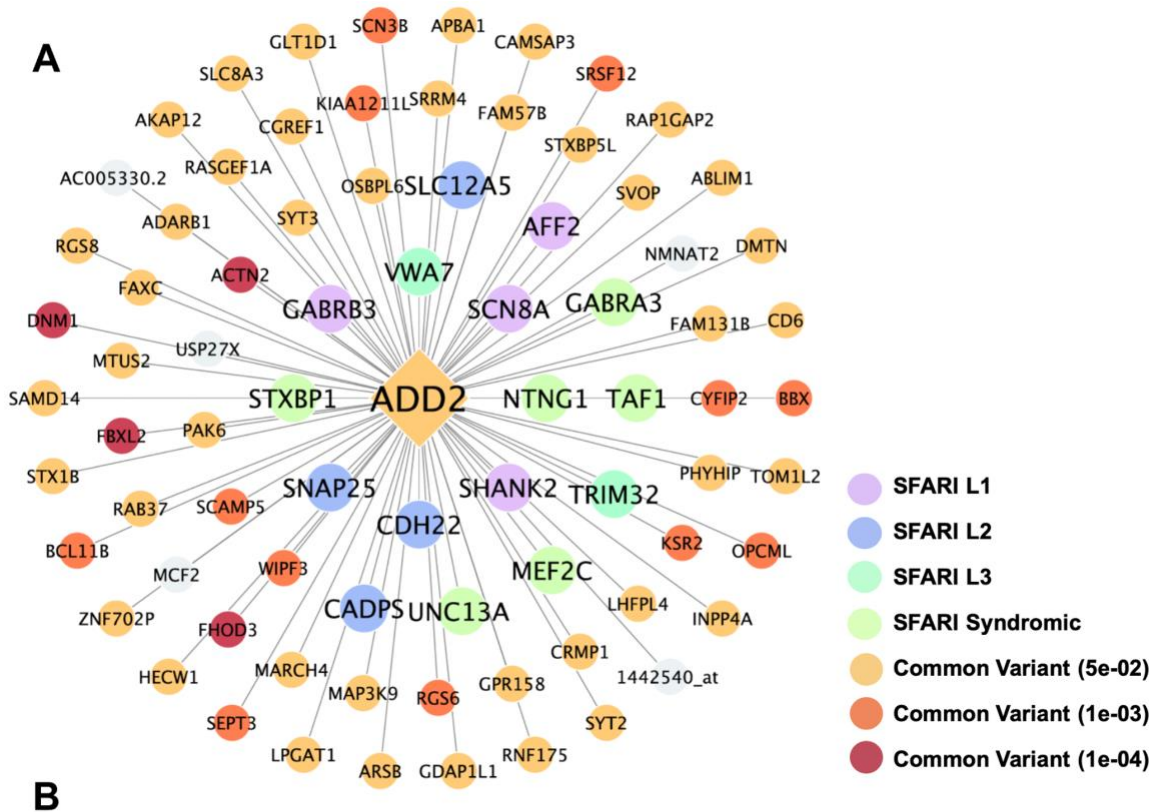 A
SCN3B
APBA1
GLT1D1
CAMSAP3
SLC8A3
SRSF12
KIAA1211L
SRRM4
FAM57B
AKAP12
CGREF1
RAP1GAP2
STXBP5L
RASGEF1A
AC005330.2
OSBPL6
SLC12A5
ABLIM1
SVOP
ADARB1
SYT3
AFF2
RGS8
NMNAT2
DMTN
ACTN2
VWA7
FAXC
GABRB3
SCN8A
GABRA3
DNM1
FAM131B
CD6
USP27X
MTUS2
SAMD14
STXBP1
ADD2
NTNG1
TAF1
CYFIP2
BBX
FBXL2
PAK6
STX1B
PHYHIP
TOM1L2
SNAP25
SHANK2
TRIM32
RAB37
SCAMP5
CDH22
BCL11B
KSR2
OPCML
MCF2
WIPF3
MEF2C
ZNF702P
CADPS
UNC13A
LHFPL4
INPP4A
FHOD3
CRMP1
HECW1
MARCH4
1442540_at
MAP3K9
RGS6
GPR158
SEPT3
SYT2
LPGAT1
ARSB
GDAP1L1
RNF175
SFARI L1
SFARI L2
SFARI L3
SFARI Syndromic
Common Variant (5e-02)
Common Variant (1e-03)
Common Variant (1e-04)
B